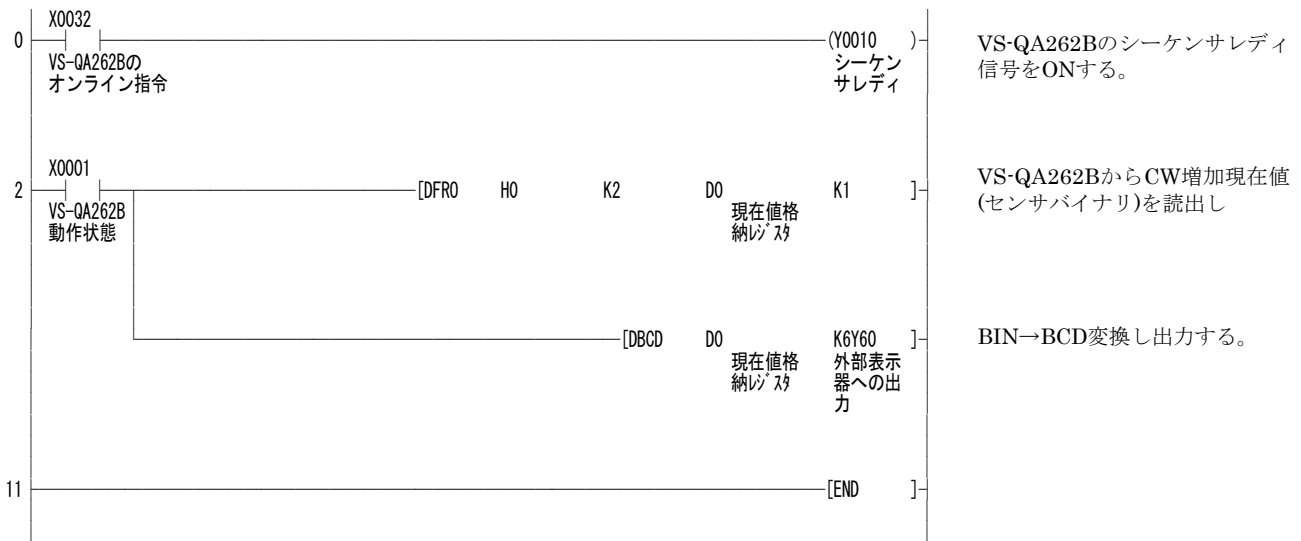 X0032
0
(Y0010 )
VS-QA262Bの
オンライン指令
シーケン
サレディ
VS-QA262Bのシーケンサレディ
信号をONする。
X0001
2
[DFRO H0 K2 D0 K1 ]
VS-QA262B
動作状態
現在値格
納ﾚｼﾞｽﾀ
VS-QA262BからCW増加現在値
(センサバイナリ)を読出し
[DBCD D0 K6Y60 ]
現在値格
納ﾚｼﾞｽﾀ
外部表示
器への出
力
BIN→BCD変換し出力する。
11
[END ]